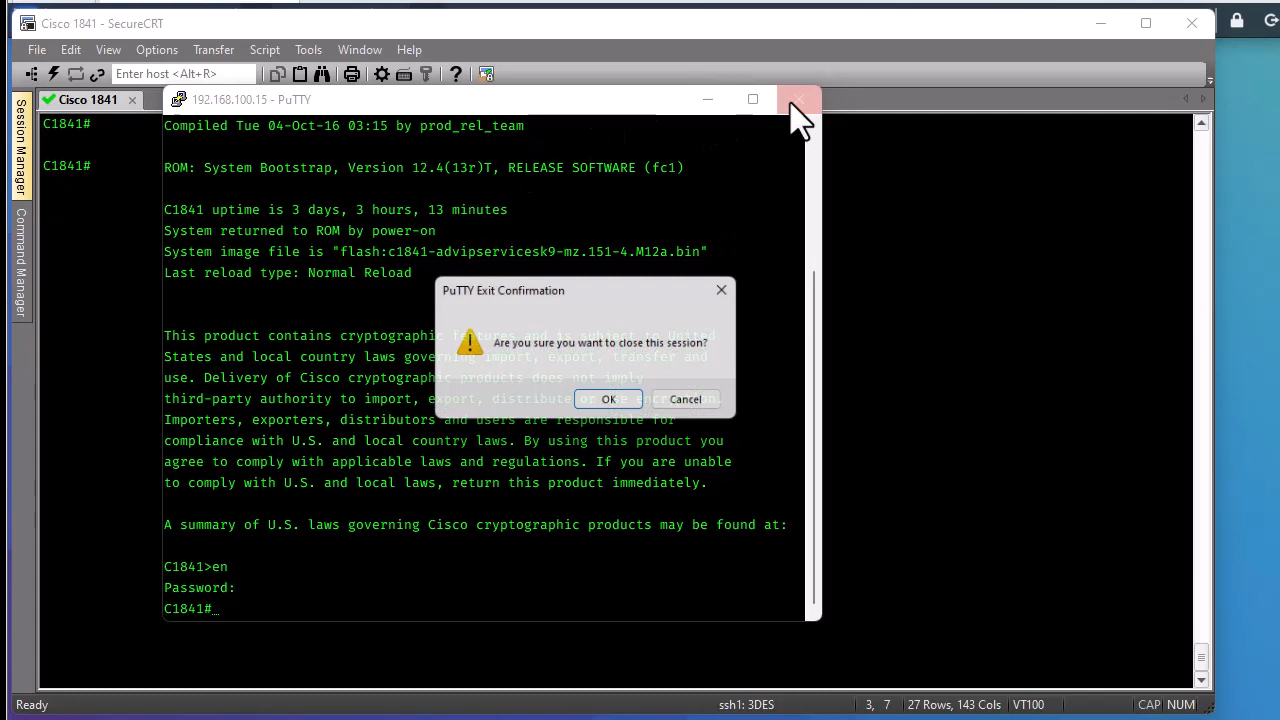 Cisco 1841 - SecureCRT
File Edit View Options Transfer Script Tools Window Help
Enter host <Alt+R>
Cisco 1841
192.168.100.15 - PuTTY
Session Manager
Command Manager
C1841#
C1841#
Compiled Tue 04-Oct-16 03:15 by prod_rel_team
ROM: System Bootstrap, Version 12.4(13r)T, RELEASE SOFTWARE (fc1)
C1841 uptime is 3 days, 3 hours, 13 minutes
System returned to ROM by power-on
System image file is "flash:c1841-advipservicesk9-mz.151-4.M12a.bin"
Last reload type: Normal Reload
This product contains cryptographic features and is subject to United
States and local country laws governing import, export, transfer and
use. Delivery of Cisco cryptographic products does not imply
third-party authority to import, export, distribute or use encryption.
Importers, exporters, distributors and users are responsible for
compliance with U.S. and local country laws. By using this product you
agree to comply with applicable laws and regulations. If you are unable
to comply with U.S. and local laws, return this product immediately.
A summary of U.S. laws governing Cisco cryptographic products may be found at:
C1841>en
Password:
C1841#_
PuTTY Exit Confirmation
Are you sure you want to close this session?
OK Cancel
Ready ssh1: 3DES 3, 7 27 Rows, 143 Cols VT100 CAP NUM